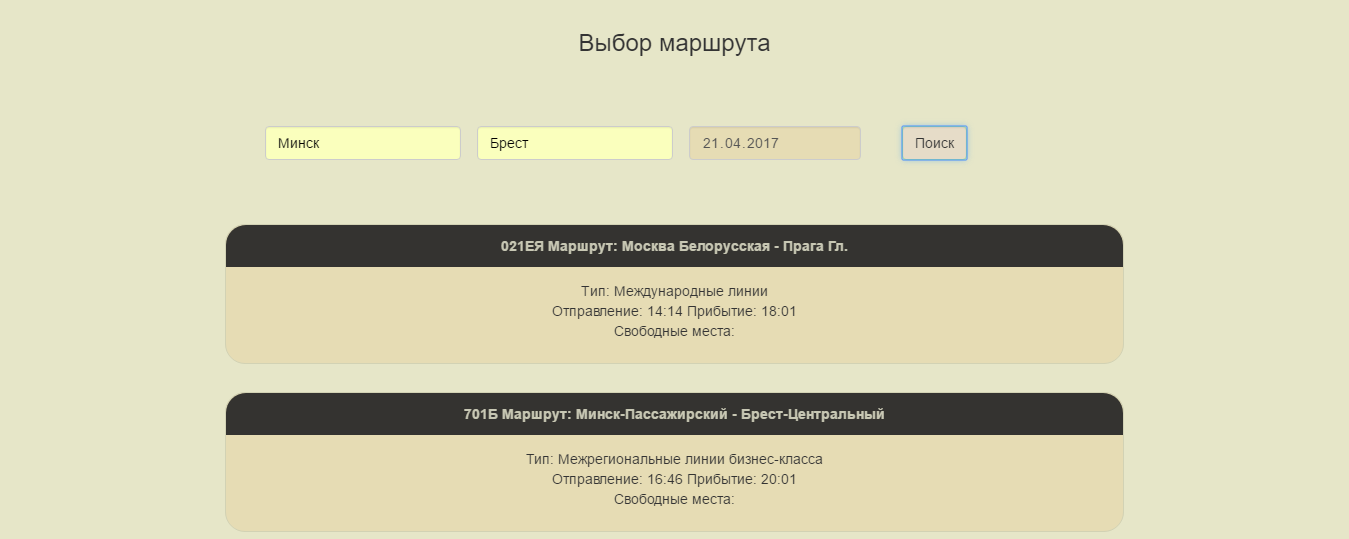 Выбор маршрута
Минск Брест 21.04.2017 Поиск
021ЕЯ Маршрут: Москва Белорусская - Прага Гл.
Тип: Международные линии
Отправление: 14:14 Прибытие: 18:01
Свободные места:
701Б Маршрут: Минск-Пассажирский - Брест-Центральный
Тип: Межрегиональные линии бизнес-класса
Отправление: 16:46 Прибытие: 20:01
Свободные места: